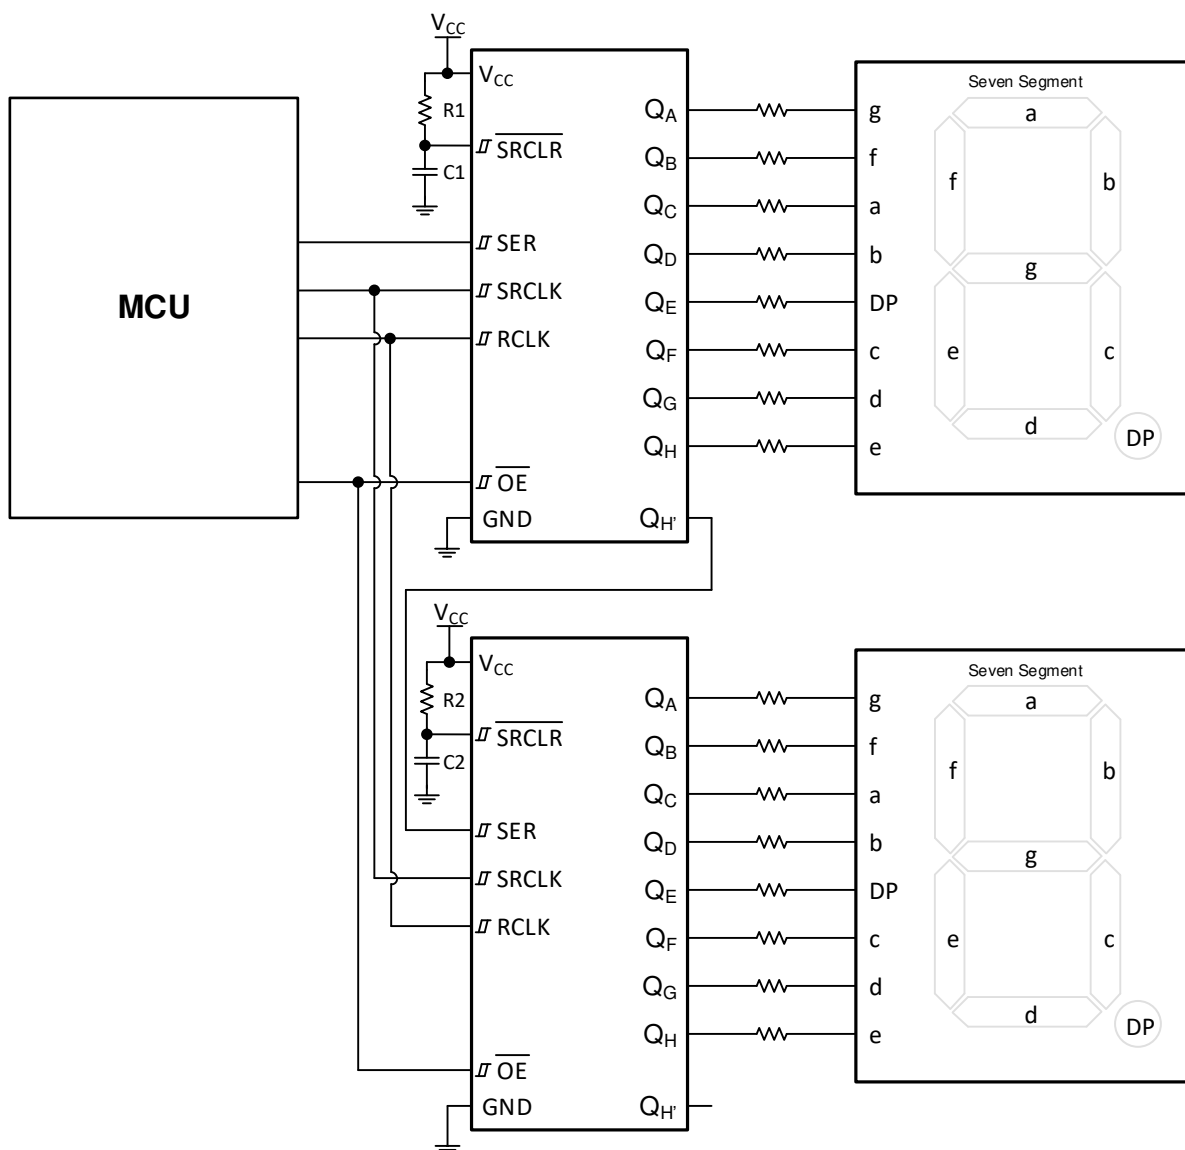 VCC
VCC
R1
SRCLR
C1
MCU
SER
SRCLK
RCLK
OE
GND
QA
QB
QC
QD
QE
QF
QG
QH
QH'
g
f
a
b
DP
c
d
e
Seven Segment
a
f
b
g
e
c
d
DP
VCC
VCC
R2
SRCLR
C2
SER
SRCLK
RCLK
OE
GND
QA
QB
QC
QD
QE
QF
QG
QH
QH'
g
f
a
b
DP
c
d
e
Seven Segment
a
f
b
g
e
c
d
DP